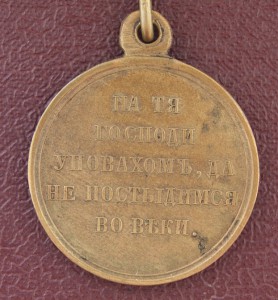 НА ТЯ
ГОСПОДИ
УПОВАХОМЪ, ДА
НЕ ПОСТЫДИМСЯ
ВО ВѢКИ.